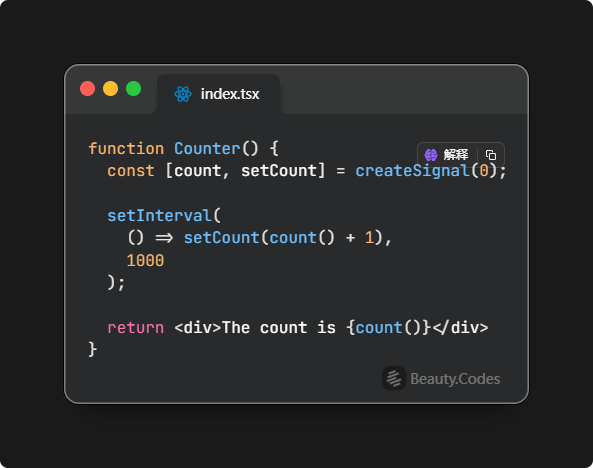 index.tsx
function Counter() {
解释
const [count, setCount] = createSignal(0);
setInterval(
() => setCount(count() + 1),
1000
);
return <div>The count is {count()}</div>
}
Beauty.Codes